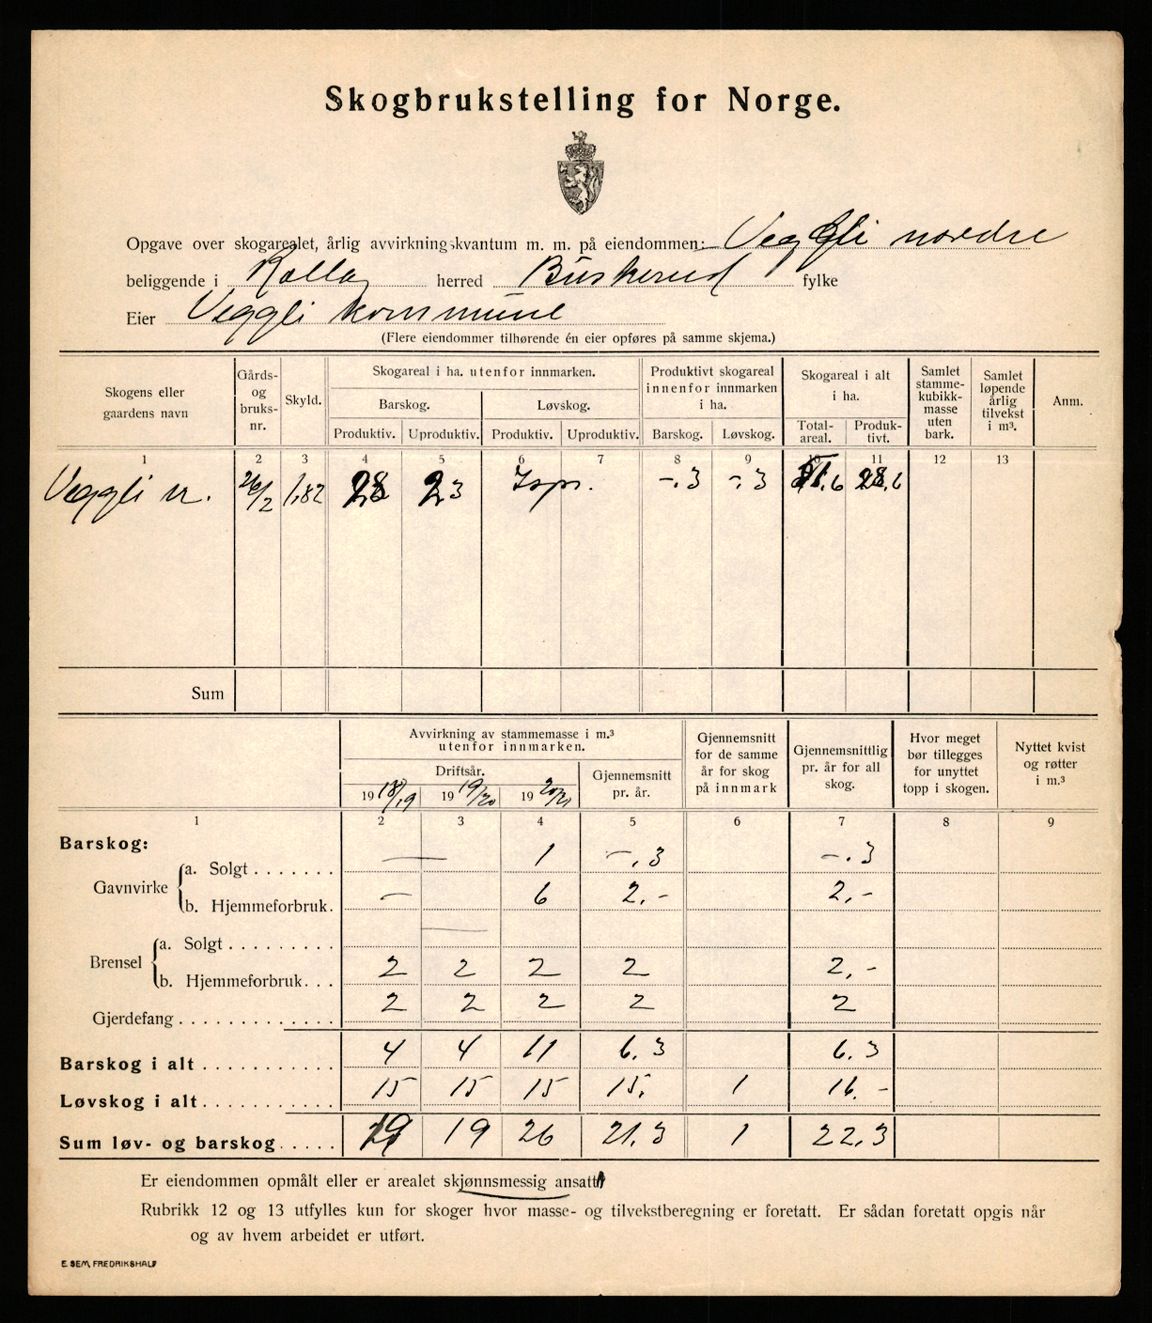 Skogbrukstelling for Norge.
Opgave over skogarealet, årlig avvirkningskvantum m. m. på eiendommen: Veggli nordre
beliggende i Rollag herred Buskerud fylke
Eier Veggli kommune
(Flere eiendommer tilhørende én eier opføres på samme skjema.)
Skogens eller gaardens navn
Gårds- og bruks- nr.
Skyld.
Skogareal i ha. utenfor innmarken.
Barskog. Løvskog.
Produktiv. Uproduktiv. Produktiv. Uproduktiv.
Produktivt skogareal innenfor innmarken i ha.
Barskog. Løvskog.
Skogareal i alt i ha.
Total- areal. Produk- tivt.
Samlet stamme- kubikk- masse uten bark.
Samlet løpende årlig tilvekst i m³.
Anm.
1 2 3 4 5 6 7 8 9 10 11 12 13
Veggli n. 26/2 1,82 28 23 Ispr. -.3 -.3 .6 28.6
Sum
Avvirkning av stammemasse i m.³ utenfor innmarken.
Driftsår.
19 18/19 19 19/20 19 20/21
Gjennemsnitt pr. år.
Gjennemsnitt for de samme år for skog på innmark
Gjennemsnittlig pr. år for all skog.
Hvor meget bør tillegges for unyttet topp i skogen.
Nyttet kvist og røtter i m.³
1 2 3 4 5 6 7 8 9
Barskog:
Gavnvirke
a. Solgt — 1 -.3 -.3
b. Hjemmeforbruk. — 6 2.- 2,-
Brensel
a. Solgt —
b. Hjemmeforbruk. 2 2 2 2 2,-
Gjerdefang 2 2 2 2 2
Barskog i alt 4 4 11 6.3 6.3
Løvskog i alt 15 15 15 15. 1 16.-
Sum løv- og barskog 19 19 26 21.3 1 22.3
Er eiendommen opmålt eller er arealet skjønnsmessig ansatt
Rubrikk 12 og 13 utfylles kun for skoger hvor masse- og tilvekstberegning er foretatt. Er sådan foretatt opgis når
og av hvem arbeidet er utført.
E. SEM, FREDRIKSHALD